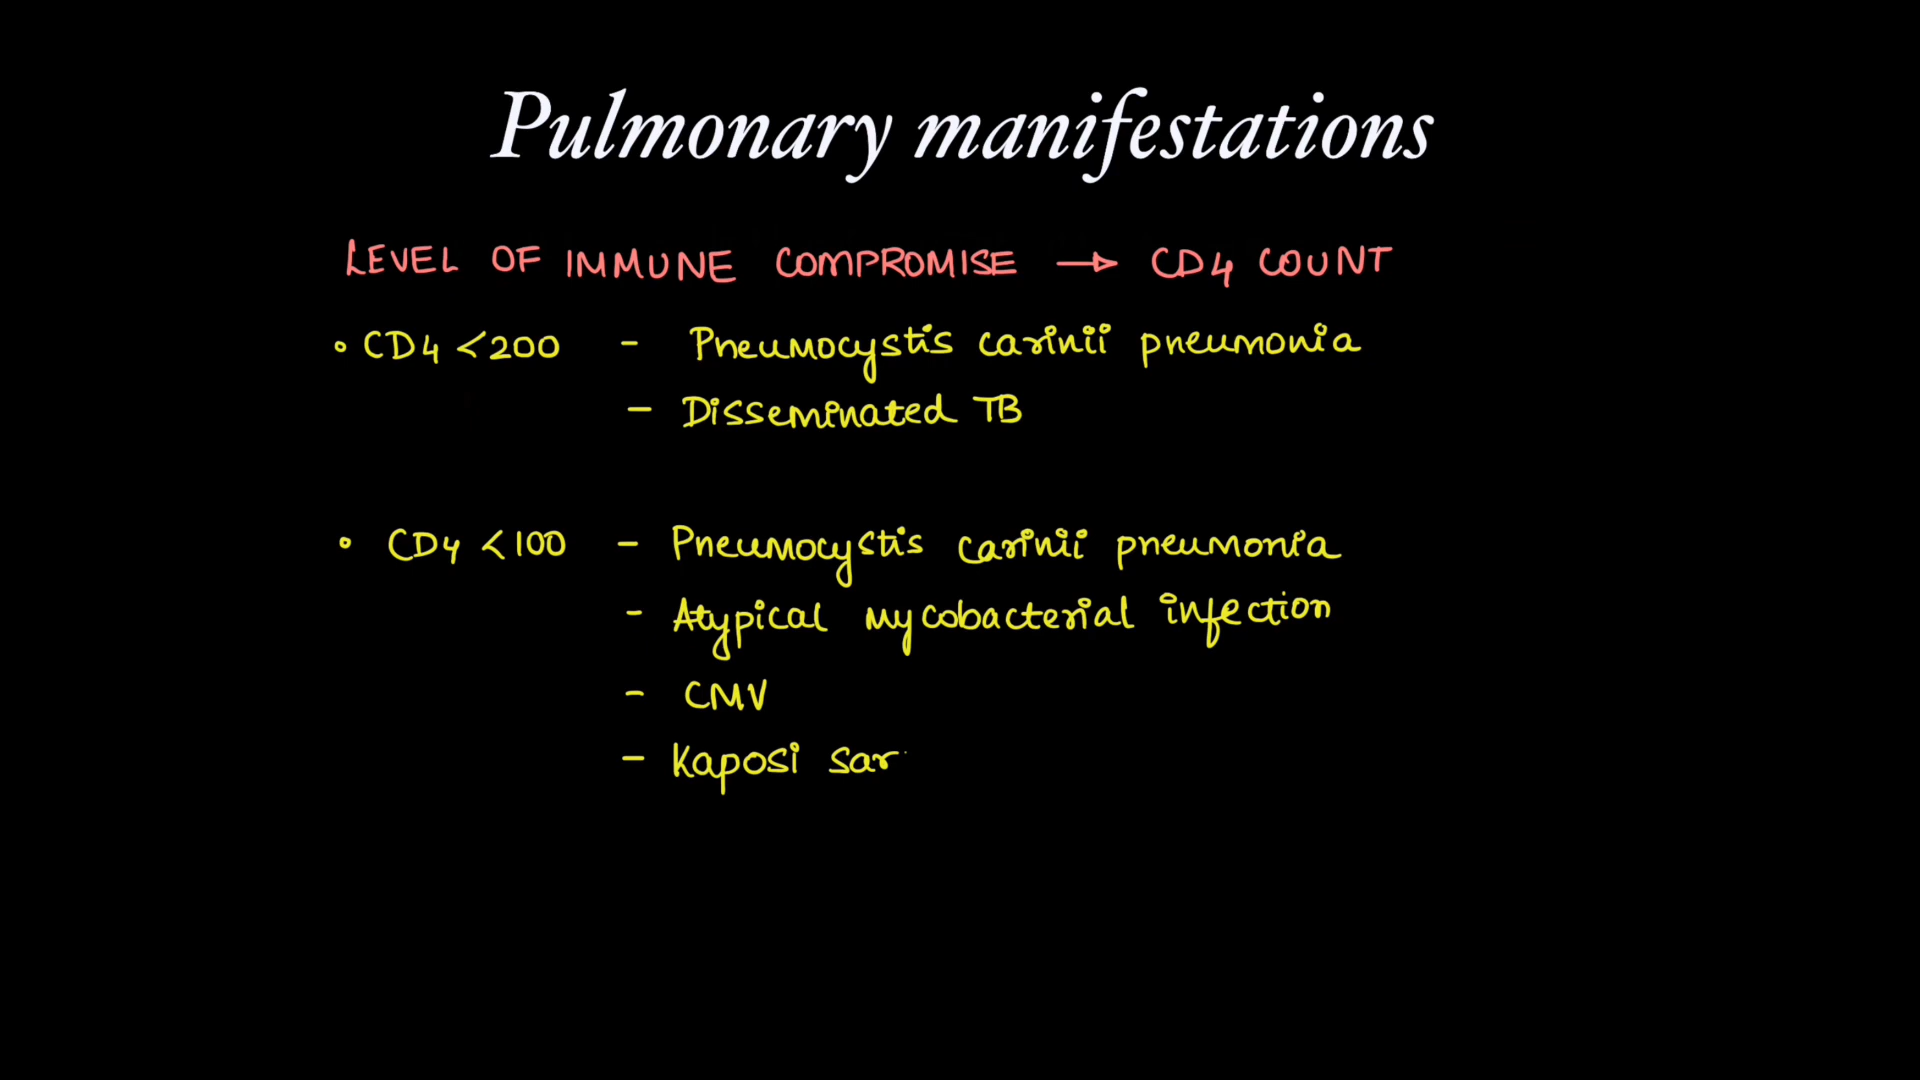 Pulmonary manifestations
LEVEL OF IMMUNE COMPROMISE → CD4 COUNT
• CD4 <200 - Pneumocystis carinii pneumonia
- Disseminated TB
• CD4 <100 - Pneumocystis carinii pneumonia
- Atypical mycobacterial infection
- CMV
- Kaposi sar